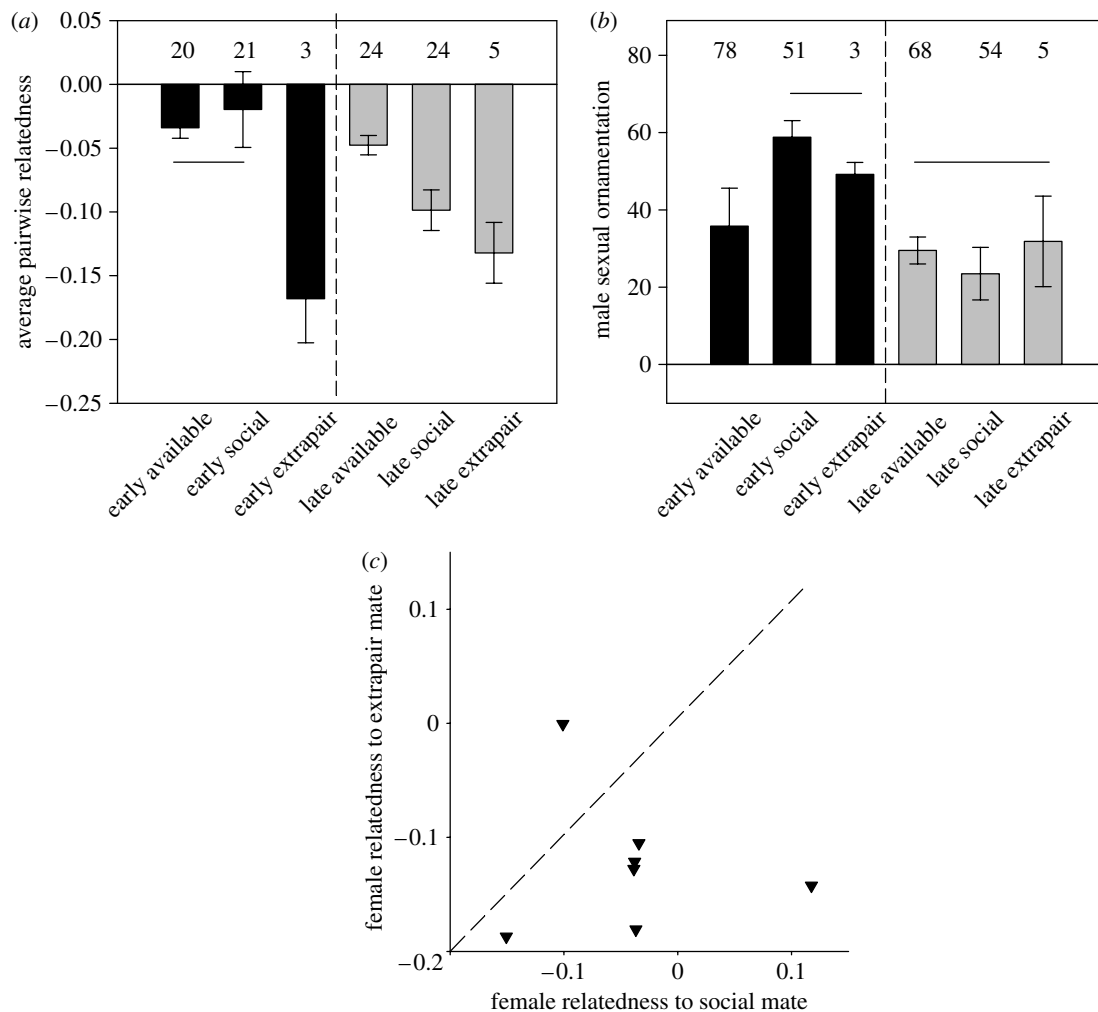 (a)
20 21 3 24 24 5
0.00
−0.05
−0.10
−0.15
−0.20
−0.25
average pairwise relatedness
early available
early social
early extrapair
late available
late social
late extrapair
(b)
78 51 3 68 54 5
80
60
40
20
0
male sexual ornamentation
early available
early social
early extrapair
late available
late social
late extrapair
(c)
0.1
0
−0.1
−0.2
female relatedness to extrapair mate
−0.1 0 0.1
female relatedness to social mate